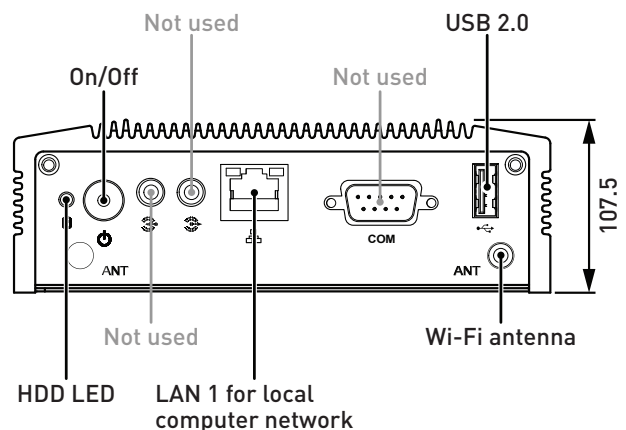 Not used
USB 2.0
On/Off
Not used
107.5
COM
ANT
ANT
Not used
Wi-Fi antenna
HDD LED
LAN 1 for local
computer network